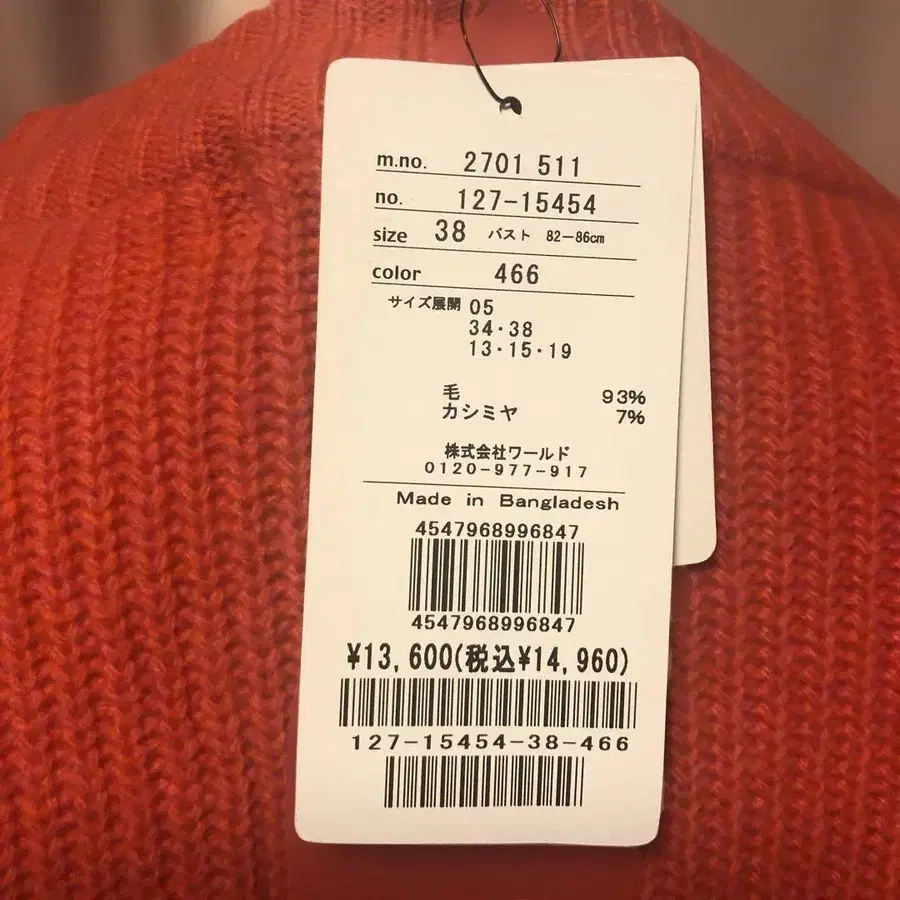 m.no. 2701 511
no. 127-15454
size 38 バスト 82-86cm
color 466
サイズ展開 05
34・38
13・15・19
毛 93%
カシミヤ 7%
株式会社ワールド
0120-977-917
Made in Bangladesh
4547968996847
4547968996847
¥13,600(税込¥14,960)
127-15454-38-466